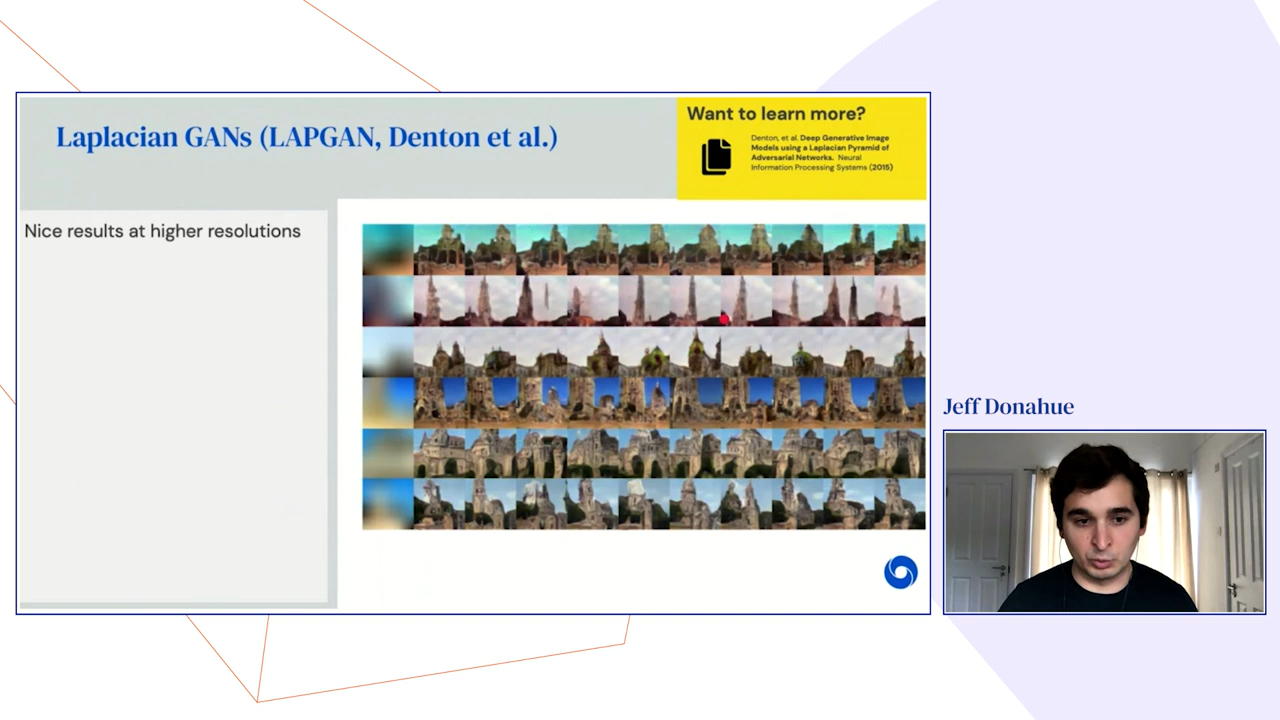 Laplacian GANs (LAPGAN, Denton et al.)
Want to learn more?
Denton, et al. Deep Generative Image
Models using a Laplacian Pyramid of
Adversarial Networks. Neural
Information Processing Systems (2015)
Nice results at higher resolutions
Jeff Donahue